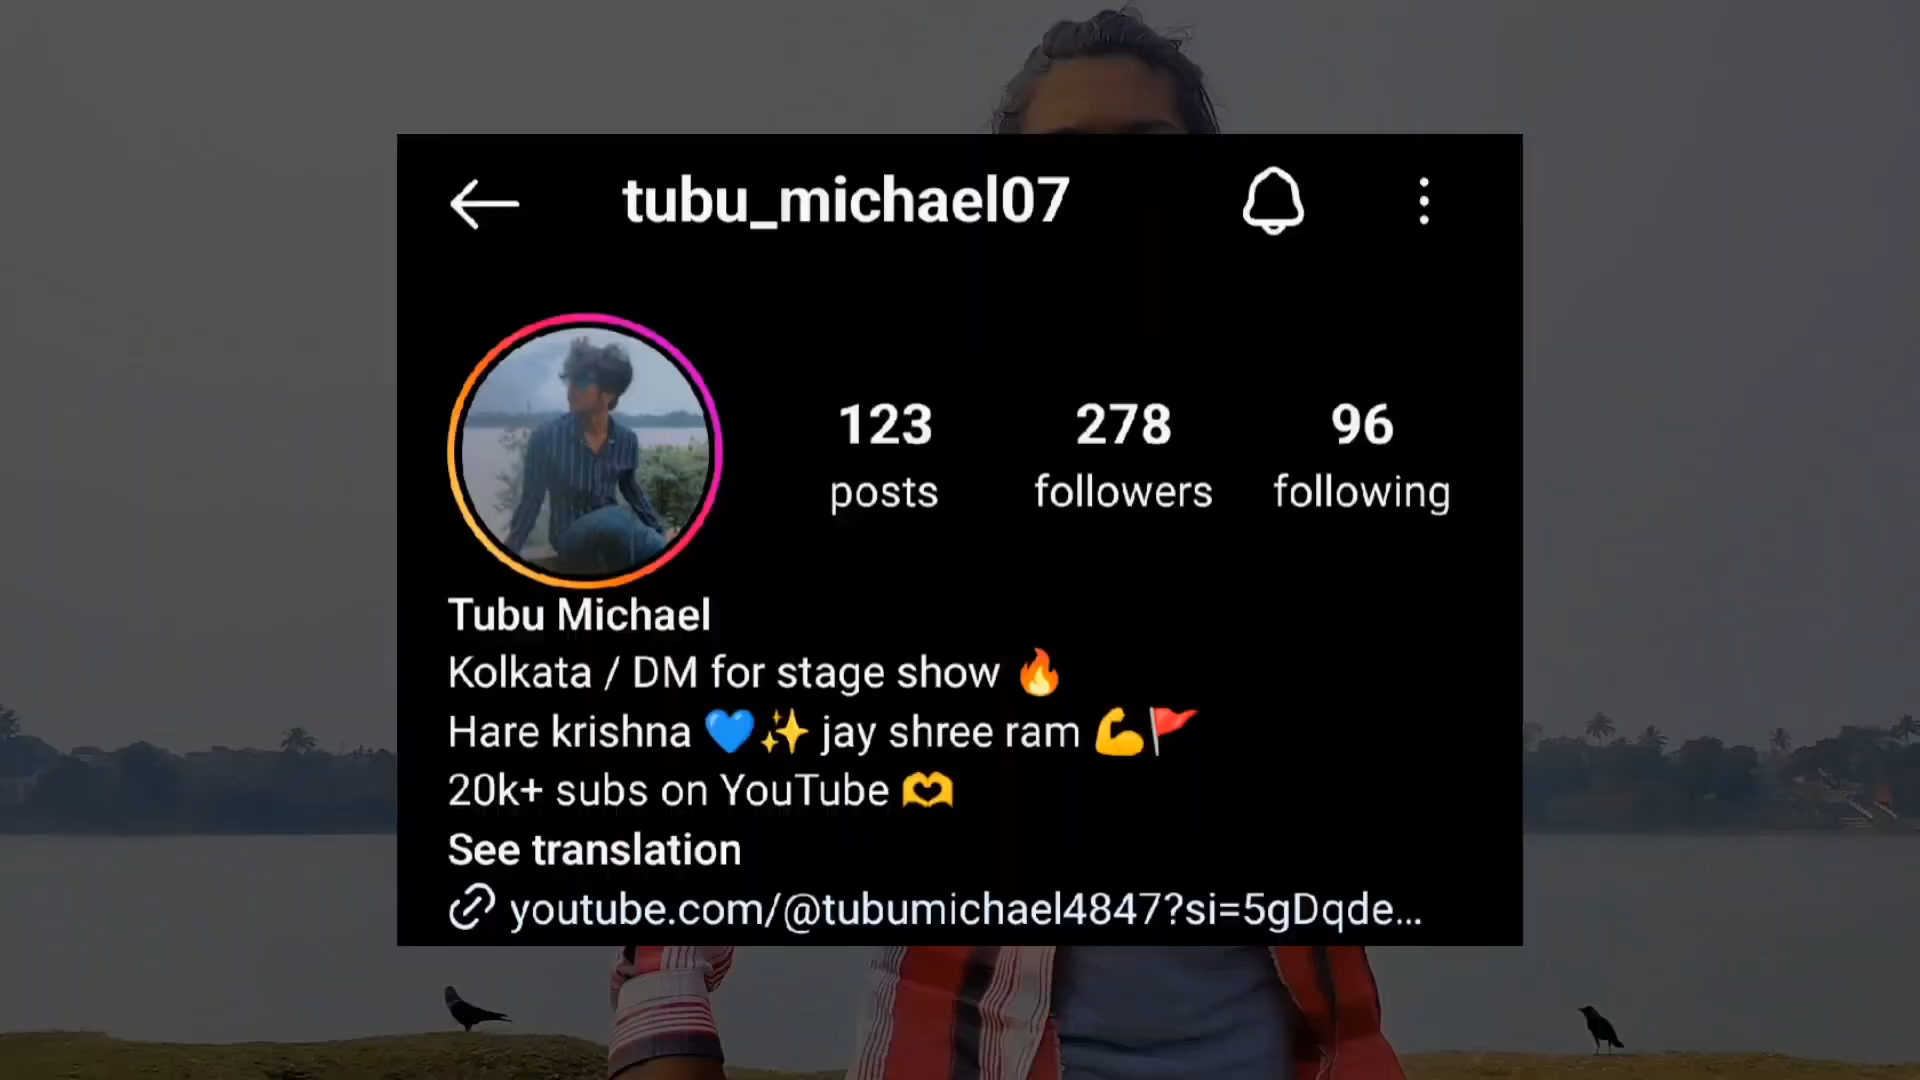 tubu_michael07
123 278 96
posts followers following
Tubu Michael
Kolkata / DM for stage show 🔥
Hare krishna 💙✨ jay shree ram 💪🚩
20k+ subs on YouTube 🫶
See translation
youtube.com/@tubumichael4847?si=5gDqde...